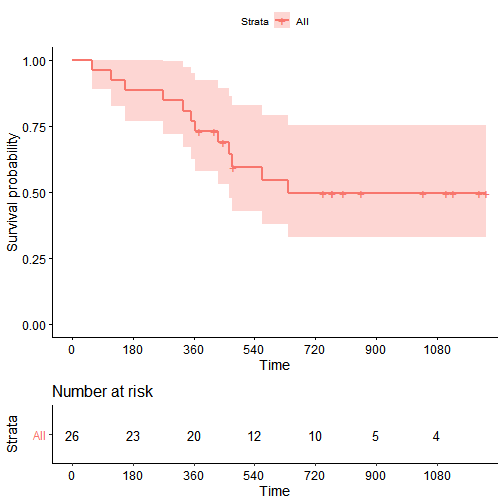 Strata All
1.00
0.75
0.50
0.25
0.00
Survival probability
0 180 360 540 720 900 1080
Time
Number at risk
Strata
All 26 23 20 12 10 5 4
0 180 360 540 720 900 1080
Time